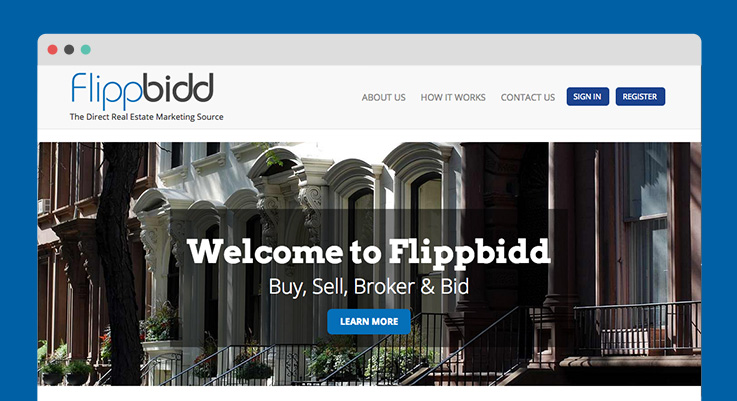 Flippbidd
The Direct Real Estate Marketing Source
ABOUT US HOW IT WORKS CONTACT US SIGN IN REGISTER
Welcome to Flippbidd
Buy, Sell, Broker & Bid
LEARN MORE